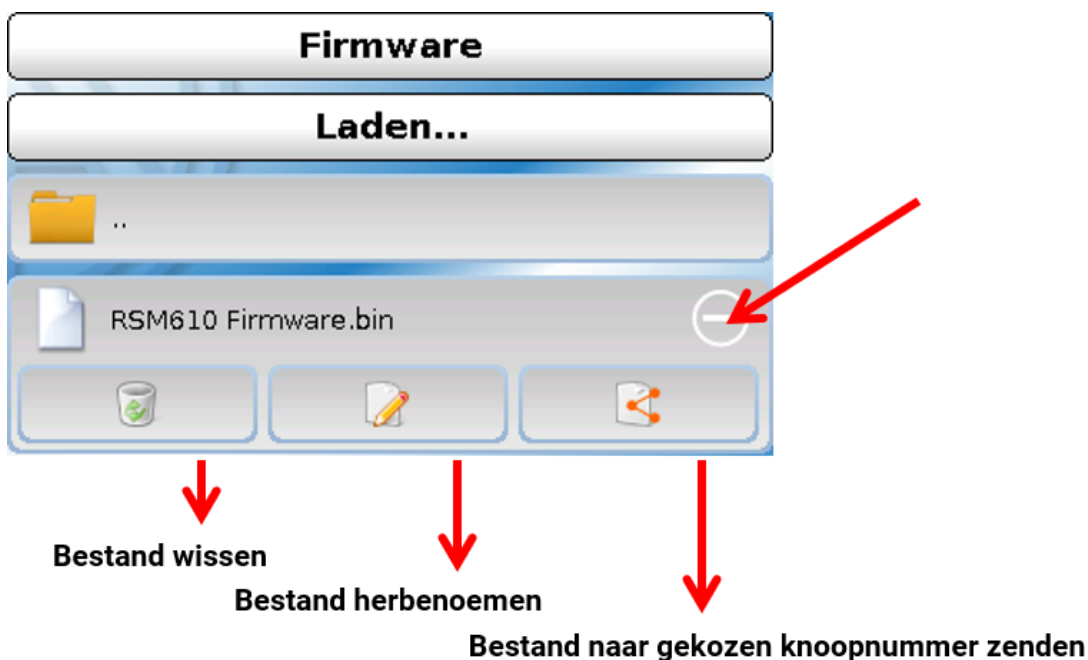 Firmware
Laden...
..
RSM610 Firmware.bin
Bestand wissen
Bestand herbenoemen
Bestand naar gekozen knoopnummer zenden